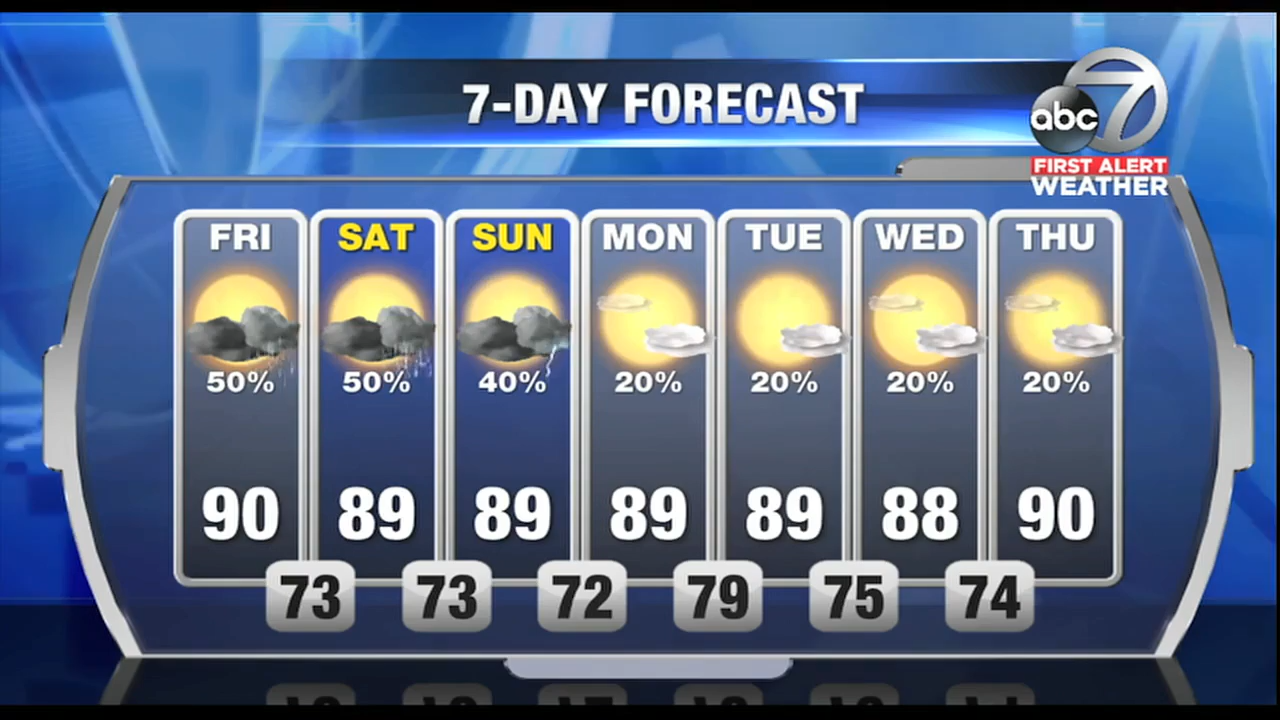 7-DAY FORECAST
abc 7
FIRST ALERT
WEATHER
FRI SAT SUN MON TUE WED THU
50% 50% 40% 20% 20% 20% 20%
90 89 89 89 89 88 90
73 73 72 79 75 74